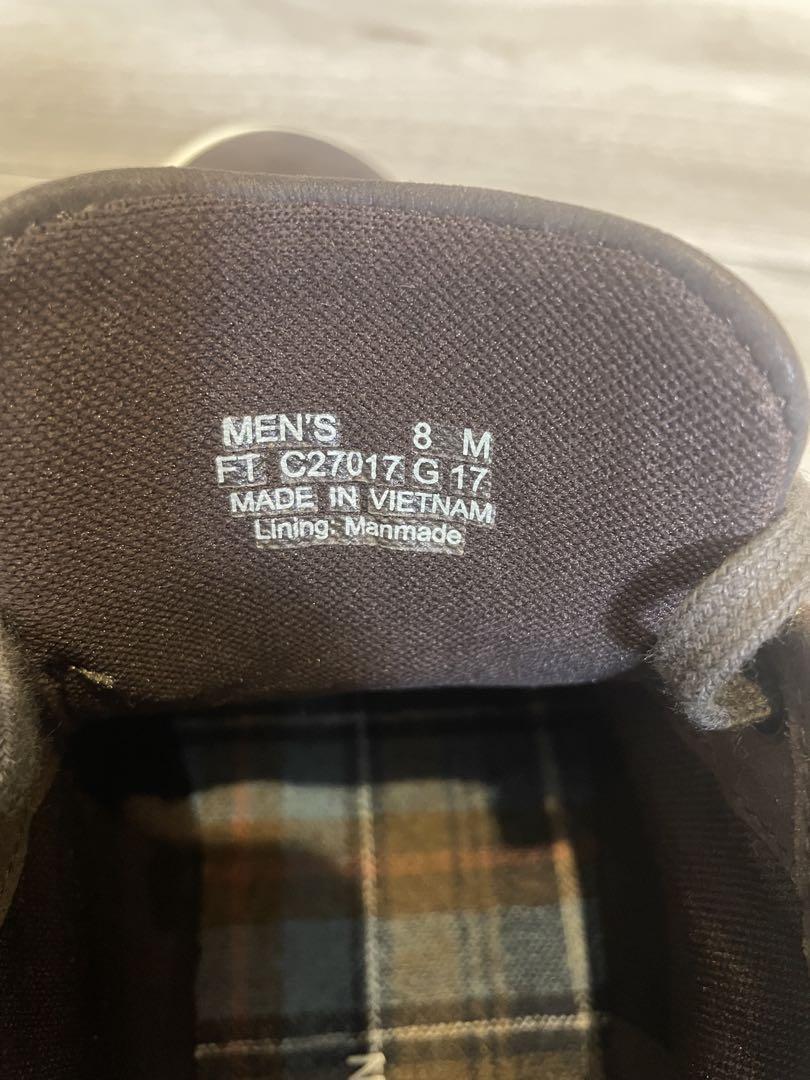 MEN'S 8 M
FT C27017 G 17
MADE IN VIETNAM
Lining: Manmade
N